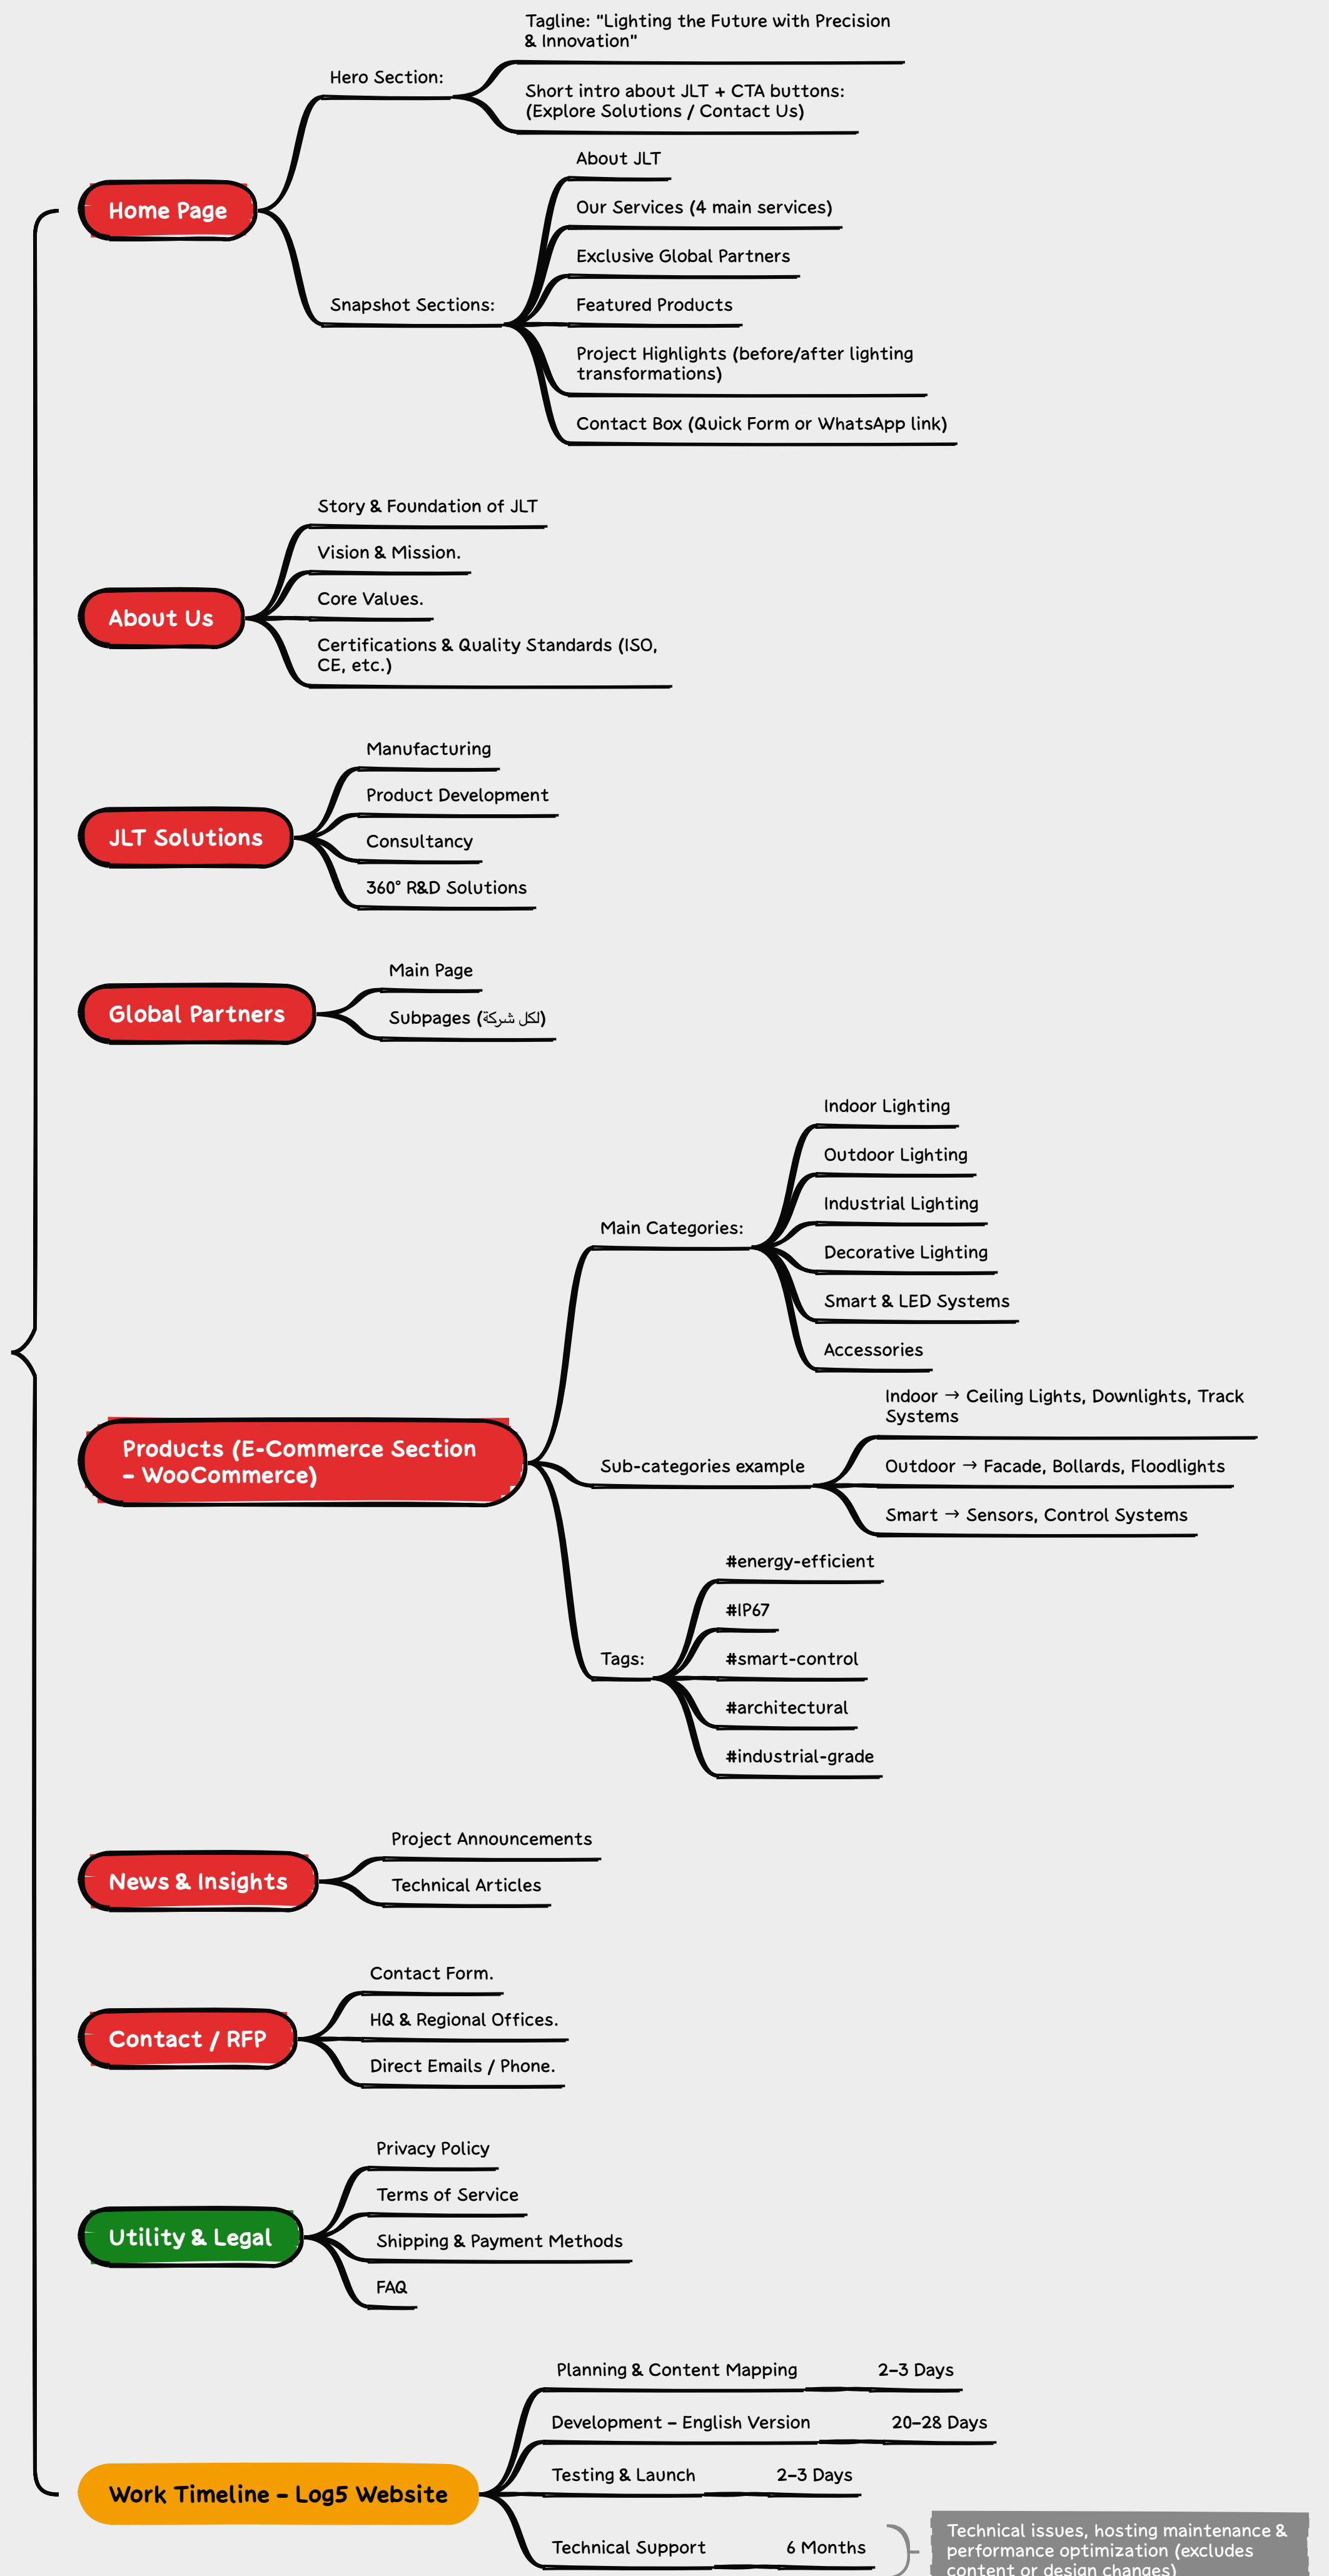 Tagline: "Lighting the Future with Precision
& Innovation"
Hero Section:
Short intro about JLT + CTA buttons:
(Explore Solutions / Contact Us)
Home Page
About JLT
Our Services (4 main services)
Exclusive Global Partners
Snapshot Sections:
Featured Products
Project Highlights (before/after lighting
transformations)
Contact Box (Quick Form or WhatsApp link)
Story & Foundation of JLT
Vision & Mission.
About Us
Core Values.
Certifications & Quality Standards (ISO,
CE, etc.)
Manufacturing
Product Development
JLT Solutions
Consultancy
360° R&D Solutions
Main Page
Global Partners
Subpages (لكل شركة)
Indoor Lighting
Outdoor Lighting
Industrial Lighting
Main Categories:
Decorative Lighting
Smart & LED Systems
Accessories
Products (E-Commerce Section
– WooCommerce)
Indoor → Ceiling Lights, Downlights, Track
Systems
Sub-categories example
Outdoor → Facade, Bollards, Floodlights
Smart → Sensors, Control Systems
#energy-efficient
#IP67
Tags:
#smart-control
#architectural
#industrial-grade
Project Announcements
News & Insights
Technical Articles
Contact Form.
Contact / RFP
HQ & Regional Offices.
Direct Emails / Phone.
Privacy Policy
Terms of Service
Utility & Legal
Shipping & Payment Methods
FAQ
Planning & Content Mapping 2–3 Days
Development – English Version 20–28 Days
Work Timeline – Log5 Website
Testing & Launch 2–3 Days
Technical Support 6 Months
Technical issues, hosting maintenance &
performance optimization (excludes
content or design changes)